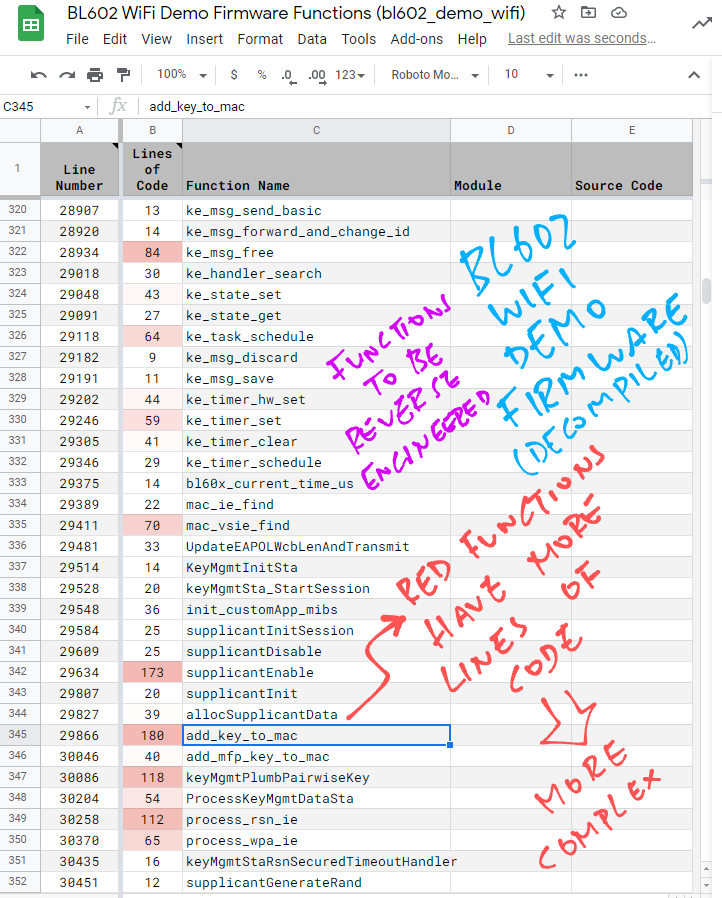 BL602 WiFi Demo Firmware Functions (bl602_demo_wifi)
File Edit View Insert Format Data Tools Add-ons Help Last edit was seconds...
100% $ % .0 .00 123 Roboto Mo... 10
C345 fx add_key_to_mac
A B C D E
1 Line Number Lines of Code Function Name Module Source Code
320 28907 13 ke_msg_send_basic
321 28920 14 ke_msg_forward_and_change_id
322 28934 84 ke_msg_free
323 29018 30 ke_handler_search
324 29048 43 ke_state_set
325 29091 27 ke_state_get
326 29118 64 ke_task_schedule
327 29182 9 ke_msg_discard
328 29191 11 ke_msg_save
329 29202 44 ke_timer_hw_set
330 29246 59 ke_timer_set
331 29305 41 ke_timer_clear
332 29346 29 ke_timer_schedule
333 29375 14 bl60x_current_time_us
334 29389 22 mac_ie_find
335 29411 70 mac_vsie_find
336 29481 33 UpdateEAPOLWcbLenAndTransmit
337 29514 14 KeyMgmtInitSta
338 29528 20 keyMgmtSta_StartSession
339 29548 36 init_customApp_mibs
340 29584 25 supplicantInitSession
341 29609 25 supplicantDisable
342 29634 173 supplicantEnable
343 29807 20 supplicantInit
344 29827 39 allocSupplicantData
345 29866 180 add_key_to_mac
346 30046 40 add_mfp_key_to_mac
347 30086 118 keyMgmtPlumbPairwiseKey
348 30204 54 ProcessKeyMgmtDataSta
349 30258 112 process_rsn_ie
350 30370 65 process_wpa_ie
351 30435 16 keyMgmtStaRsnSecuredTimeoutHandler
352 30451 12 supplicantGenerateRand
BL602
WIFI
DEMO
FIRMWARE
(DECOMPILED)
FUNCTIONS
TO BE
REVERSE
ENGINEERED
RED FUNCTIONS
HAVE MORE
LINES OF
CODE
MORE
COMPLEX